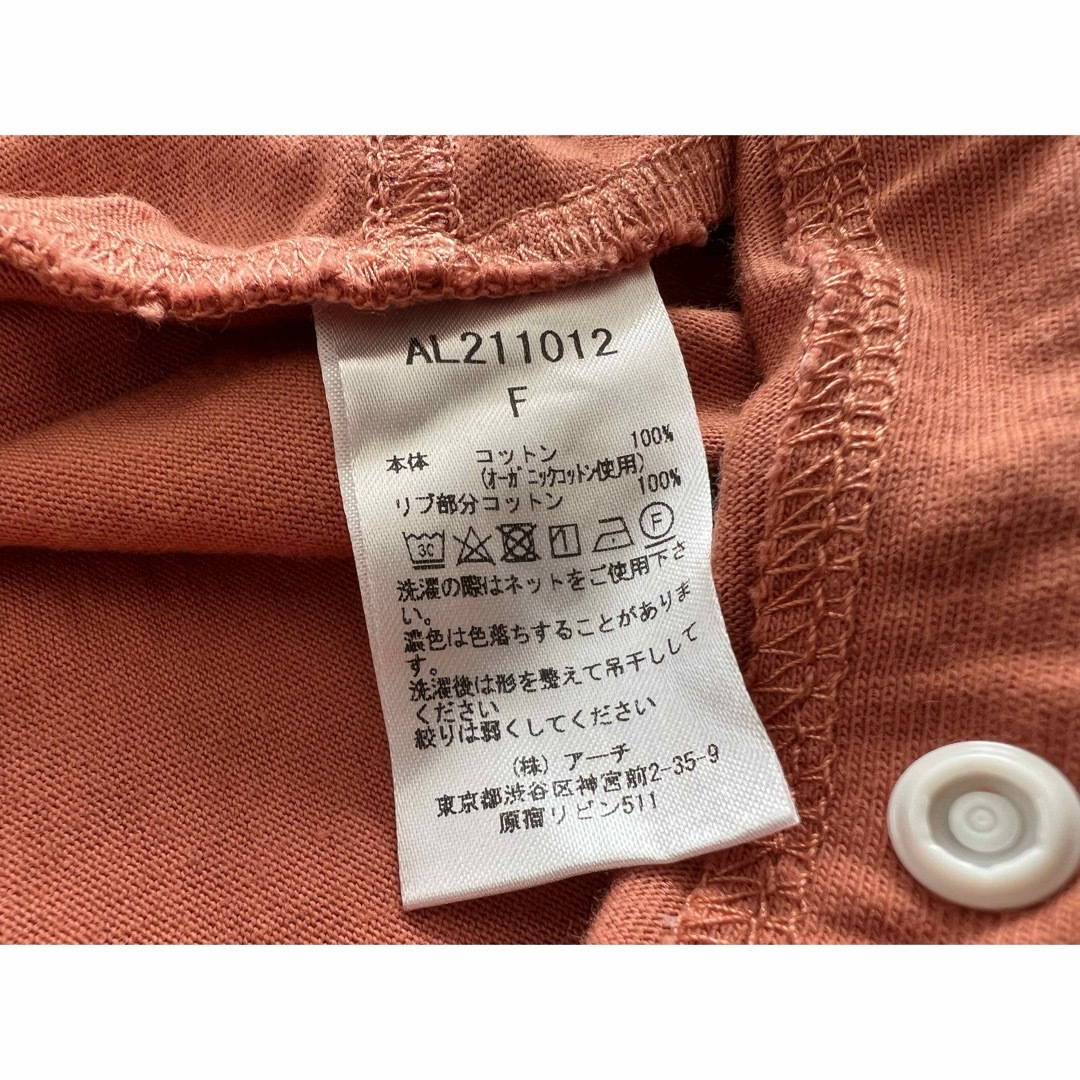 AL211012
F
本体 コットン 100%
(オーガニックコットン使用)
リブ部分コットン 100%
30 F
洗濯の際はネットをご使用下さ
い。
濃色は色落ちすることがありま
す。
洗濯後は形を整えて吊干しして
ください
絞りは弱くしてください
(株) アーチ
東京都渋谷区神宮前2-35-9
原宿リビン511